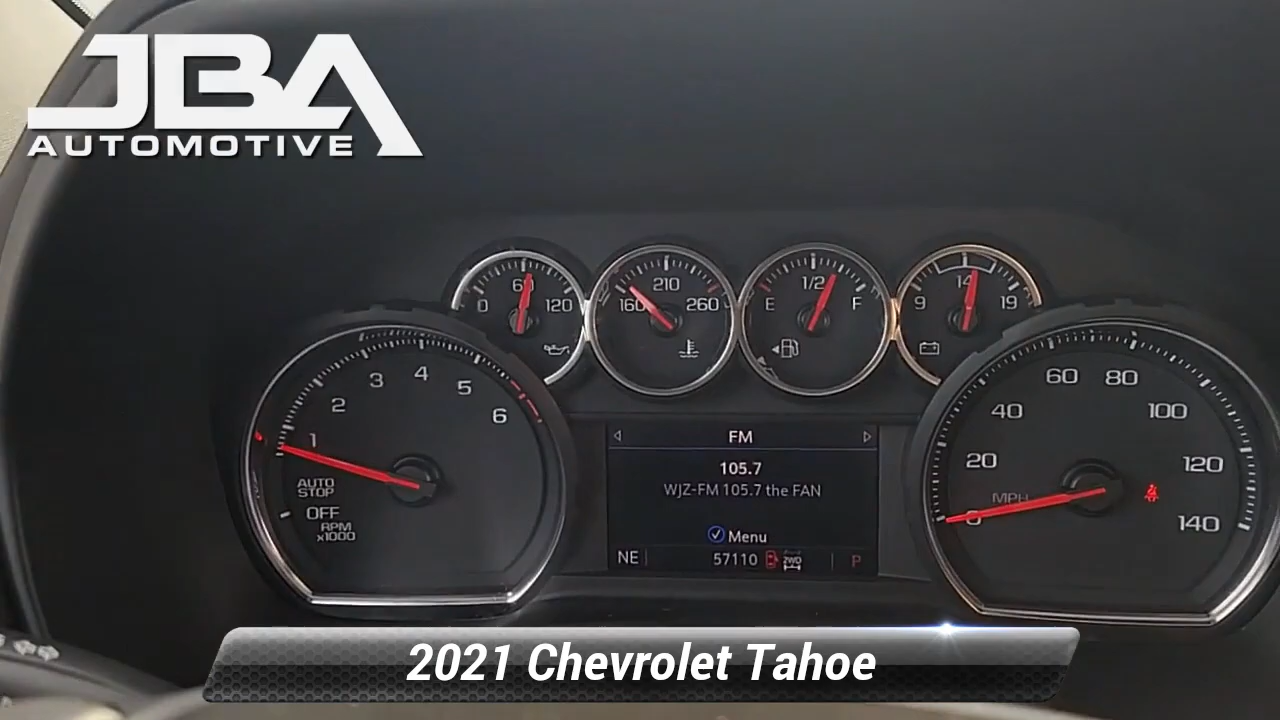 JBA
AUTOMOTIVE
0 60 120
160 210 260
E 1/2 F
9 14 19
1 2 3 4 5 6
AUTO
STOP
OFF
RPM
x1000
FM
105.7
WJZ-FM 105.7 the FAN
Menu
NE 57110 2WD P
0 20 40 60 80 100 120 140
MPH
2021 Chevrolet Tahoe